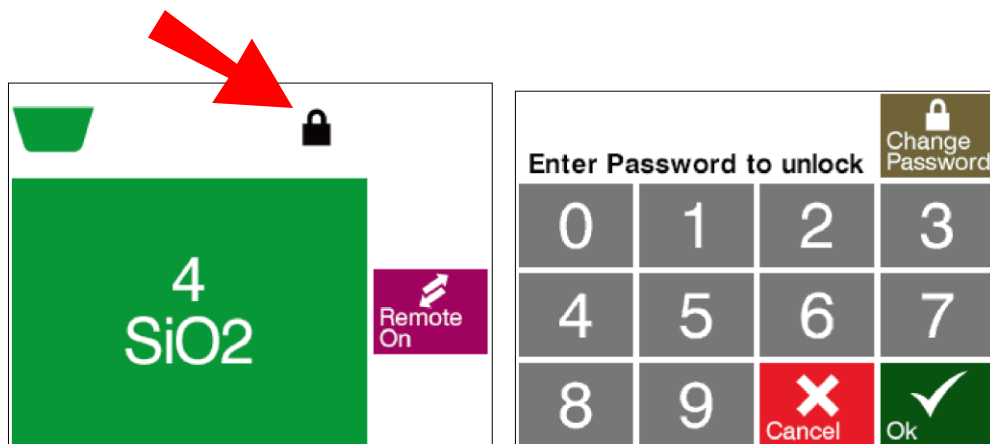 4
SiO2
Remote
On
Enter Password to unlock
Change
Password
0 1 2 3
4 5 6 7
8 9 Cancel Ok